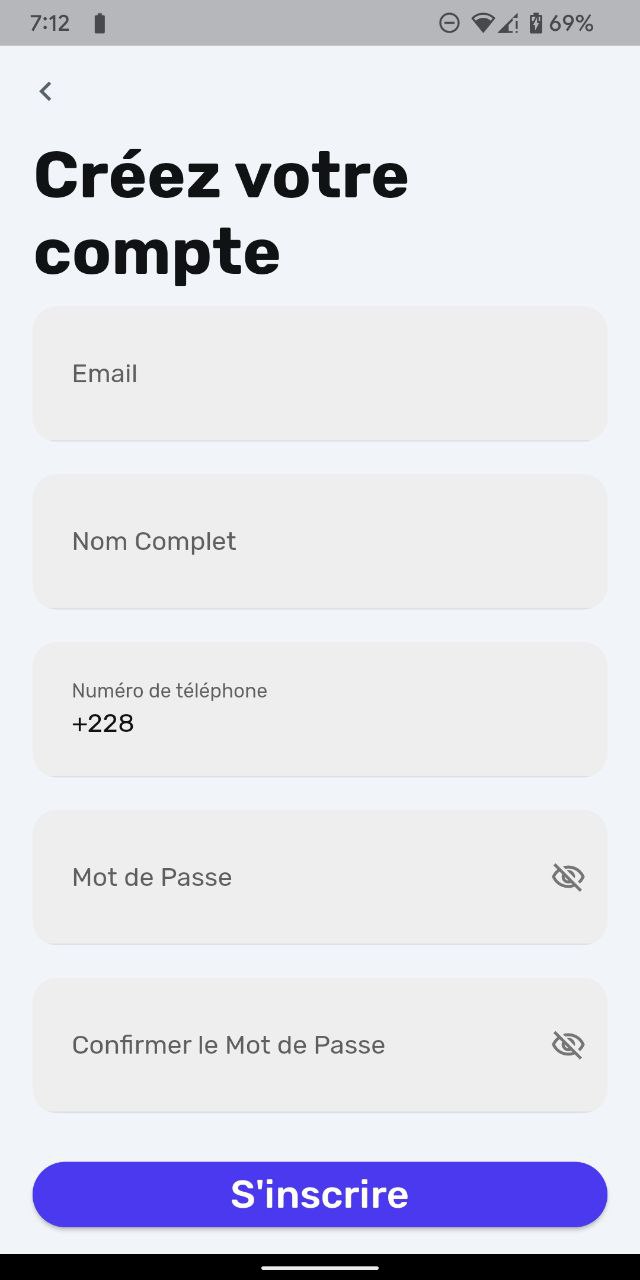 7:12
69%
Créez votre
compte
Email
Nom Complet
Numéro de téléphone
+228
Mot de Passe
Confirmer le Mot de Passe
S'inscrire